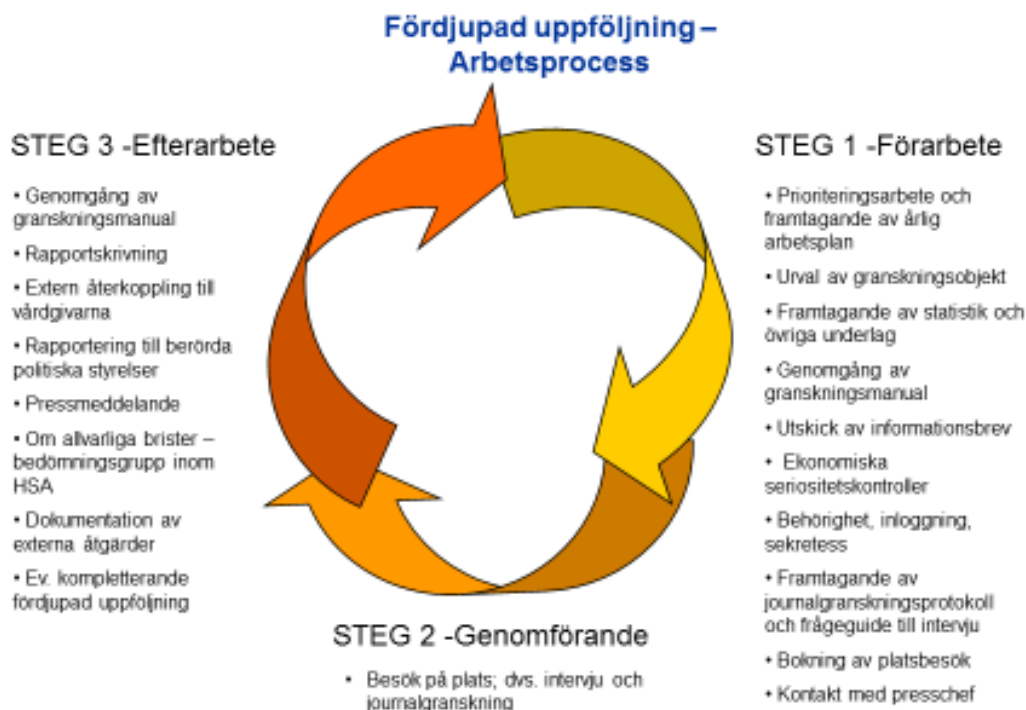 Fördjupad uppföljning –
Arbetsprocess
STEG 3 -Efterarbete
• Genomgång av
granskningsmanual
• Rapportskrivning
• Extern återkoppling till
vårdgivarna
• Rapportering till berörda
politiska styrelser
• Pressmeddelande
• Om allvarliga brister –
bedömningsgrupp inom
HSA
• Dokumentation av
externa åtgärder
• Ev. kompletterande
fördjupad uppföljning
STEG 1 -Förarbete
• Prioriteringsarbete och
framtagande av årlig
arbetsplan
• Urval av granskningsobjekt
• Framtagande av statistik och
övriga underlag
• Genomgång av
granskningsmanual
• Utskick av informationsbrev
• Ekonomiska
seriositetskontroller
• Behörighet, inloggning,
sekretess
• Framtagande av
journalgranskningsprotokoll
och frågeguide till intervju
• Bokning av platsbesök
• Kontakt med presschef
STEG 2 -Genomförande
• Besök på plats; dvs. intervju och
journalgranskning